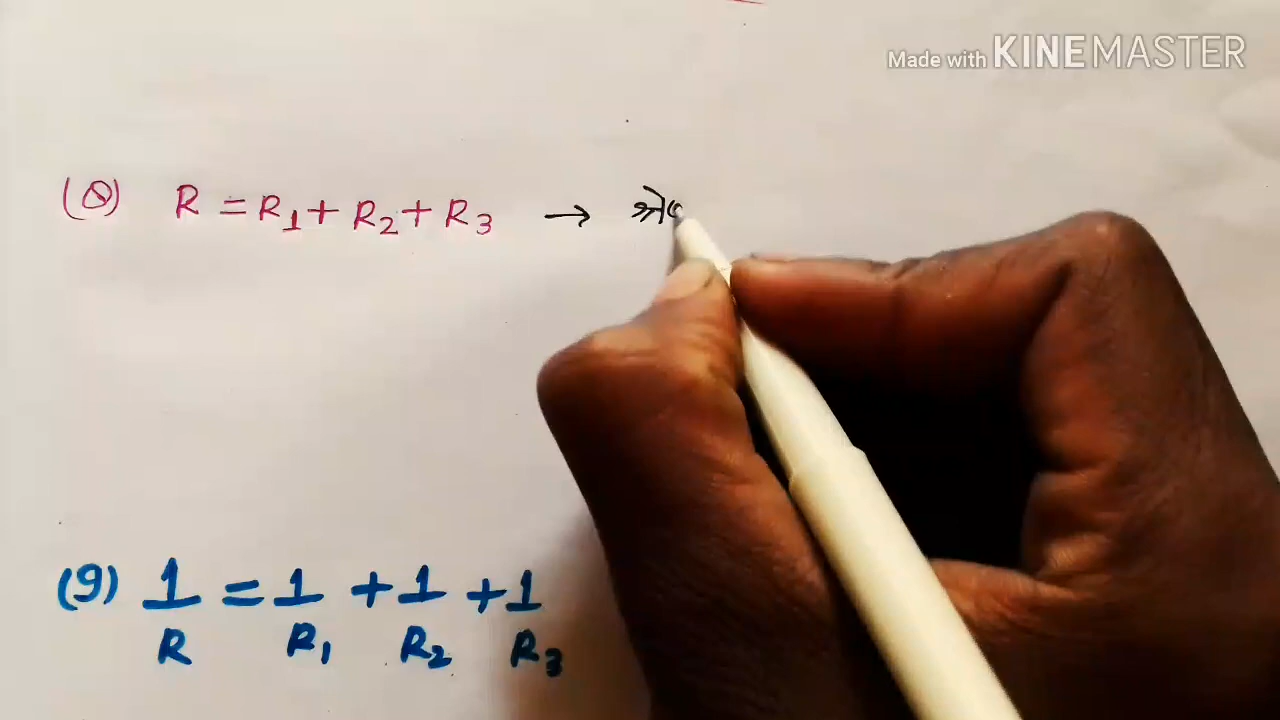 Made with KINEMASTER
(8) R = R₁ + R₂ + R₃ →
(9) 1/R = 1/R₁ + 1/R₂ + 1/R₃